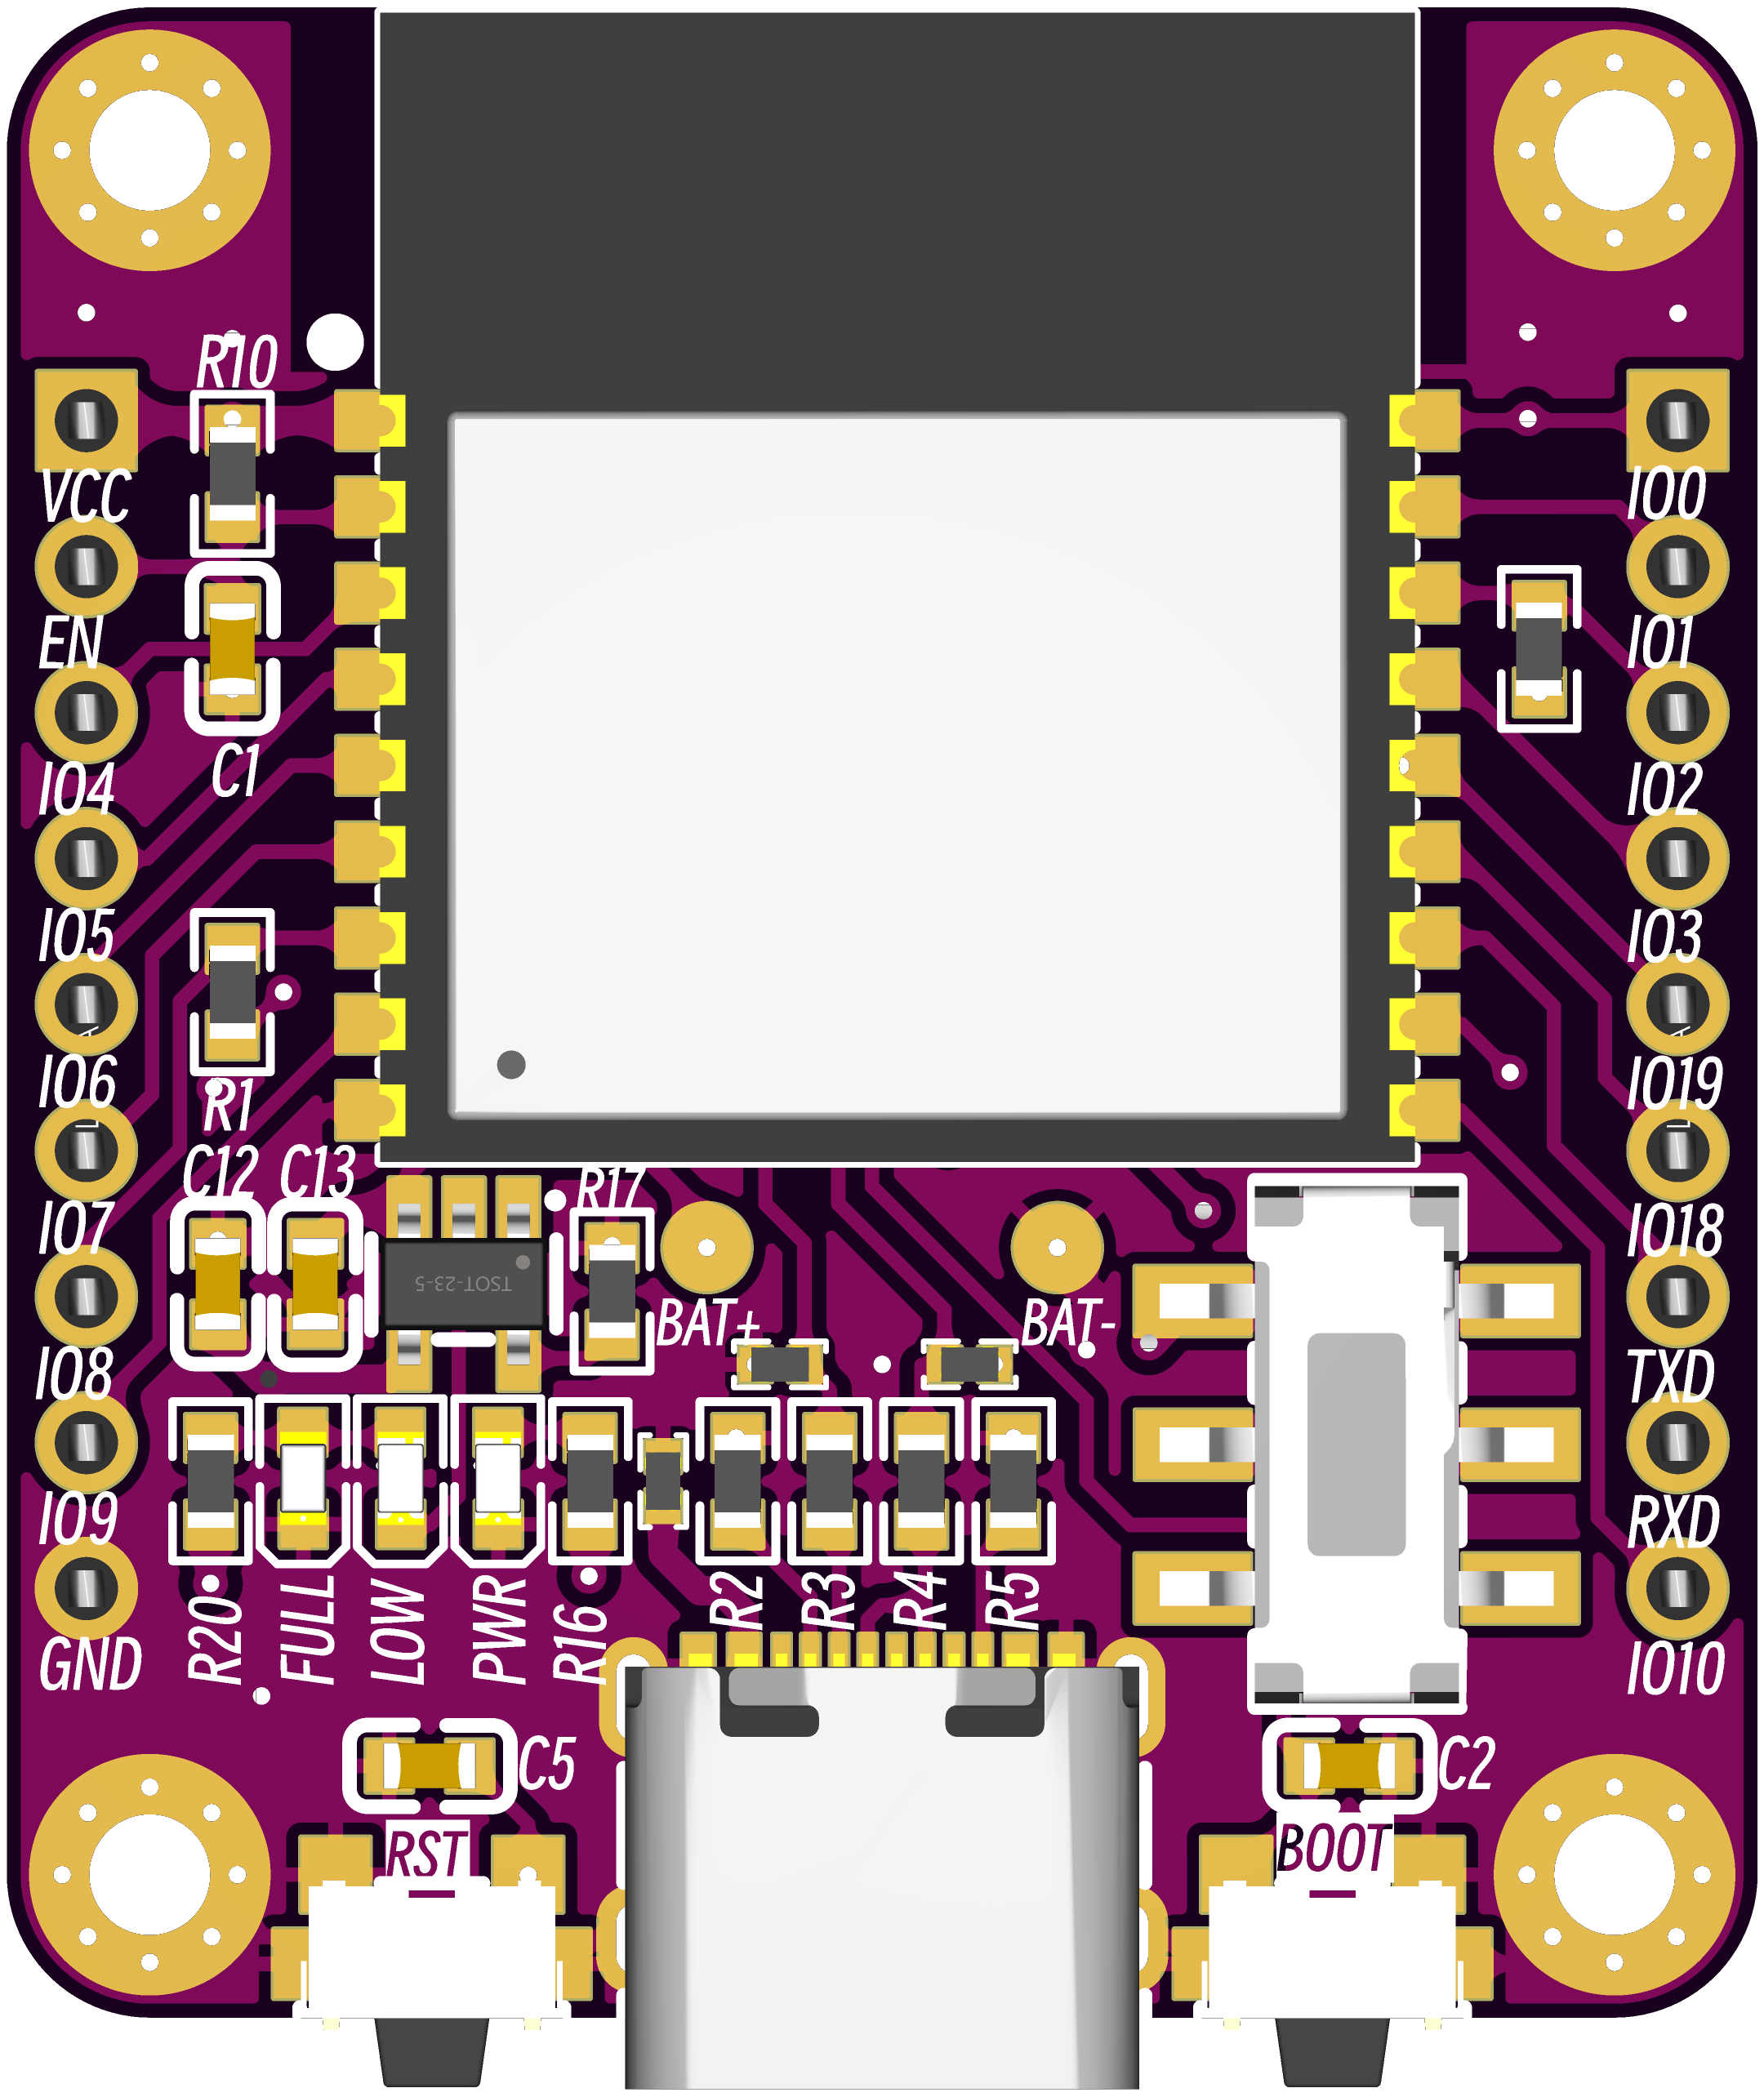 R10
VCC
IO0
EN
IO1
C1
IO4
IO2
IO5
IO3
IO6
IO19
R1
C12
C13
R17
IO7
IO18
TSOT-23-5
BAT+
BAT-
IO8
TXD
IO9
RXD
R20
FULL
LOW
PWR
R16
R2
R3
R4
R5
GND
IO10
C5
C2
RST
BOOT